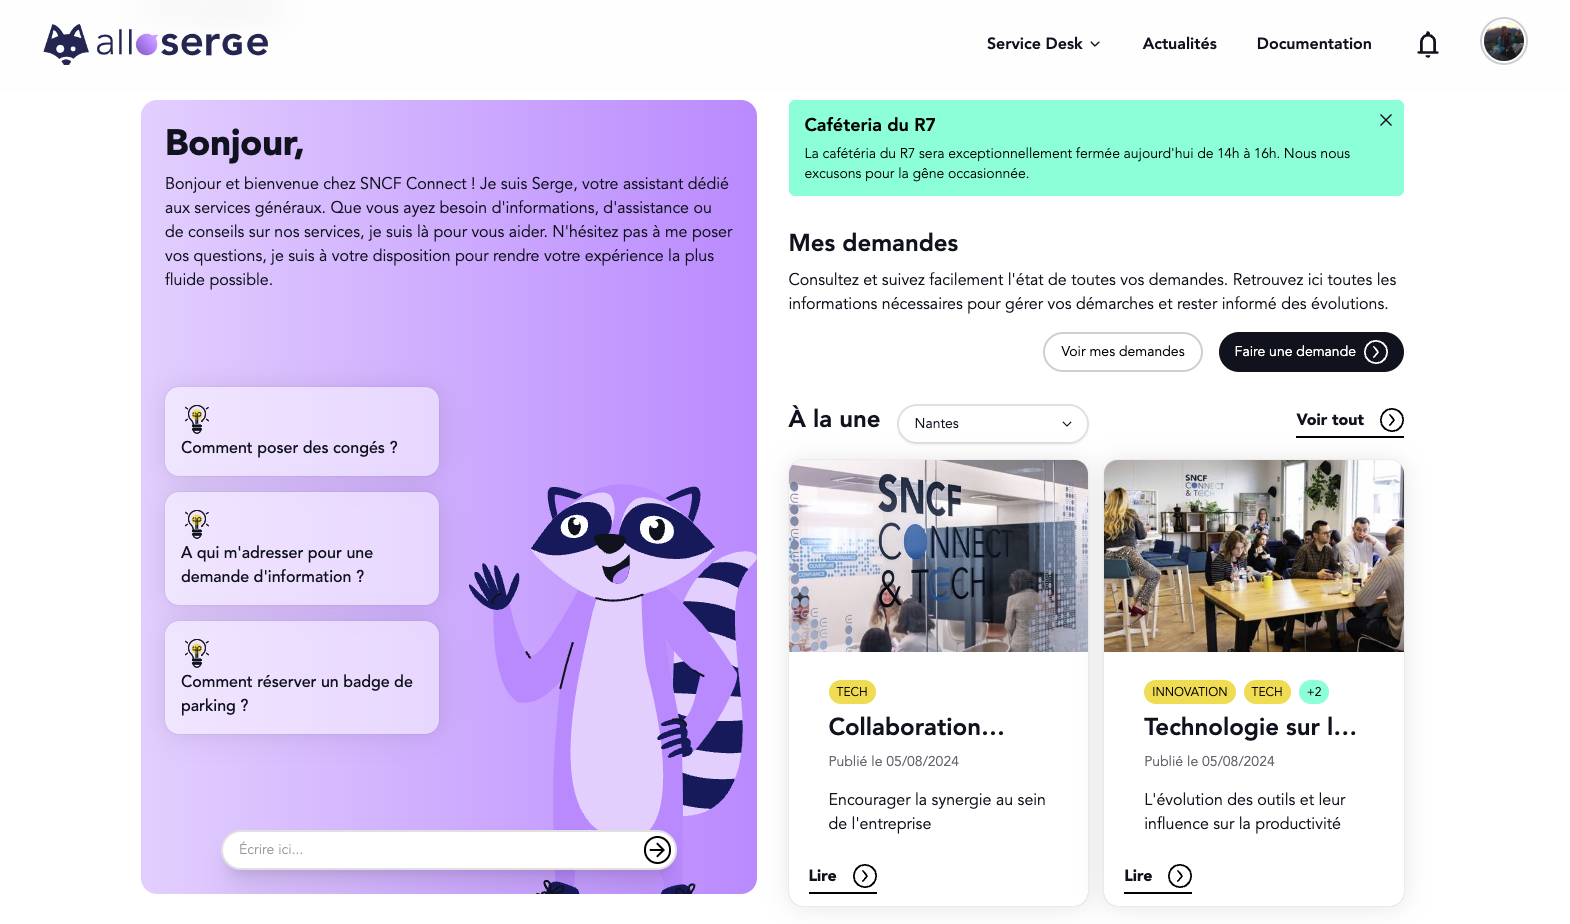 alloserge
Service Desk
Actualités
Documentation
Bonjour,
Bonjour et bienvenue chez SNCF Connect ! Je suis Serge, votre assistant dédié
aux services généraux. Que vous ayez besoin d'informations, d'assistance ou
de conseils sur nos services, je suis là pour vous aider. N'hésitez pas à me poser
vos questions, je suis à votre disposition pour rendre votre expérience la plus
fluide possible.
Comment poser des congés ?
A qui m'adresser pour une
demande d'information ?
Comment réserver un badge de
parking ?
Écrire ici...
Caféteria du R7
La cafétéria du R7 sera exceptionnellement fermée aujourd'hui de 14h à 16h. Nous nous
excusons pour la gêne occasionnée.
Mes demandes
Consultez et suivez facilement l'état de toutes vos demandes. Retrouvez ici toutes les
informations nécessaires pour gérer vos démarches et rester informé des évolutions.
Voir mes demandes
Faire une demande
À la une
Nantes
Voir tout
SNCF
CONNECT
& TECH
OUVERTURE
CONFIANCE
TECH
Collaboration...
Publié le 05/08/2024
Encourager la synergie au sein
de l'entreprise
Lire
SNCF
CONNECT
& TECH
INNOVATION
TECH
+2
Technologie sur l...
Publié le 05/08/2024
L'évolution des outils et leur
influence sur la productivité
Lire